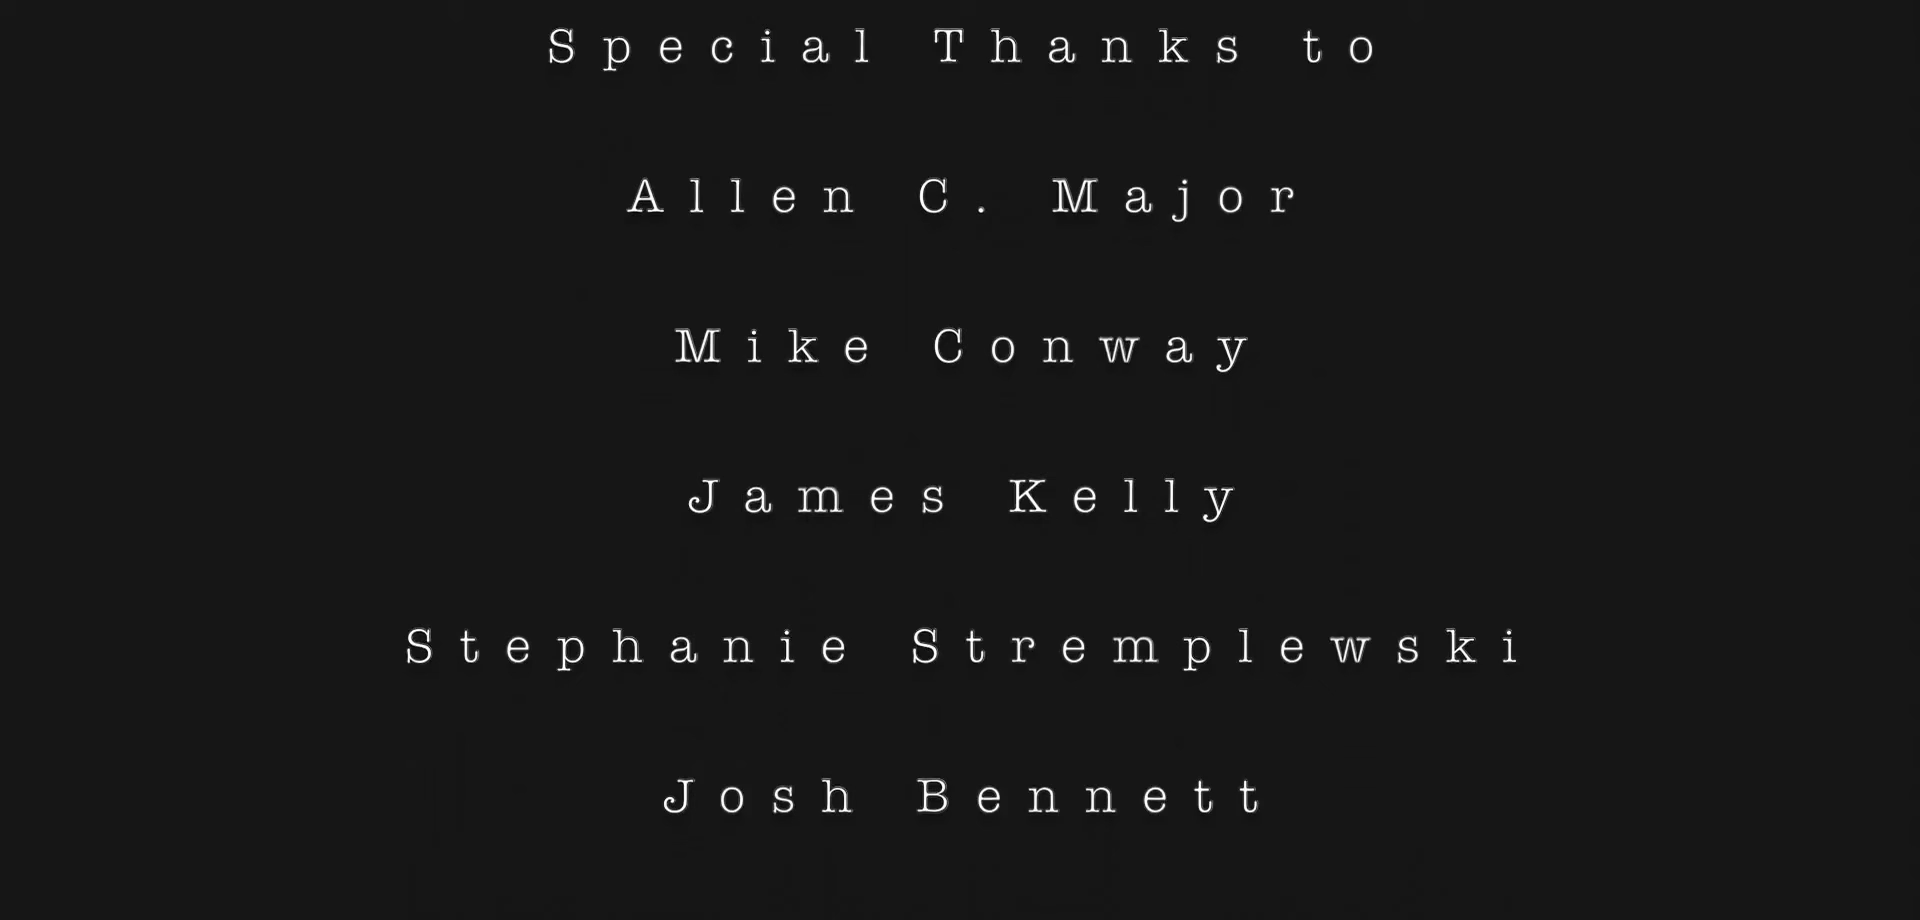 Special Thanks to
Allen C. Major
Mike Conway
James Kelly
Stephanie Stremplewski
Josh Bennett